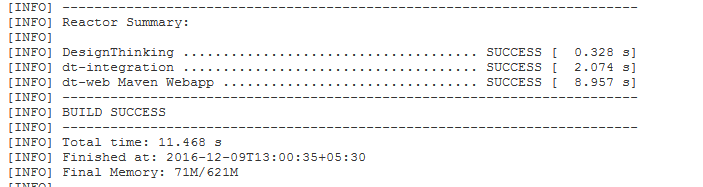 [INFO] ------------------------------------------------------------------------
[INFO] Reactor Summary:
[INFO]
[INFO] DesignThinking ..................................... SUCCESS [  0.328 s]
[INFO] dt-integration ..................................... SUCCESS [  2.074 s]
[INFO] dt-web Maven Webapp ................................ SUCCESS [  8.957 s]
[INFO] ------------------------------------------------------------------------
[INFO] BUILD SUCCESS
[INFO] ------------------------------------------------------------------------
[INFO] Total time: 11.468 s
[INFO] Finished at: 2016-12-09T13:00:35+05:30
[INFO] Final Memory: 71M/621M
[INFO] ------------------------------------------------------------------------